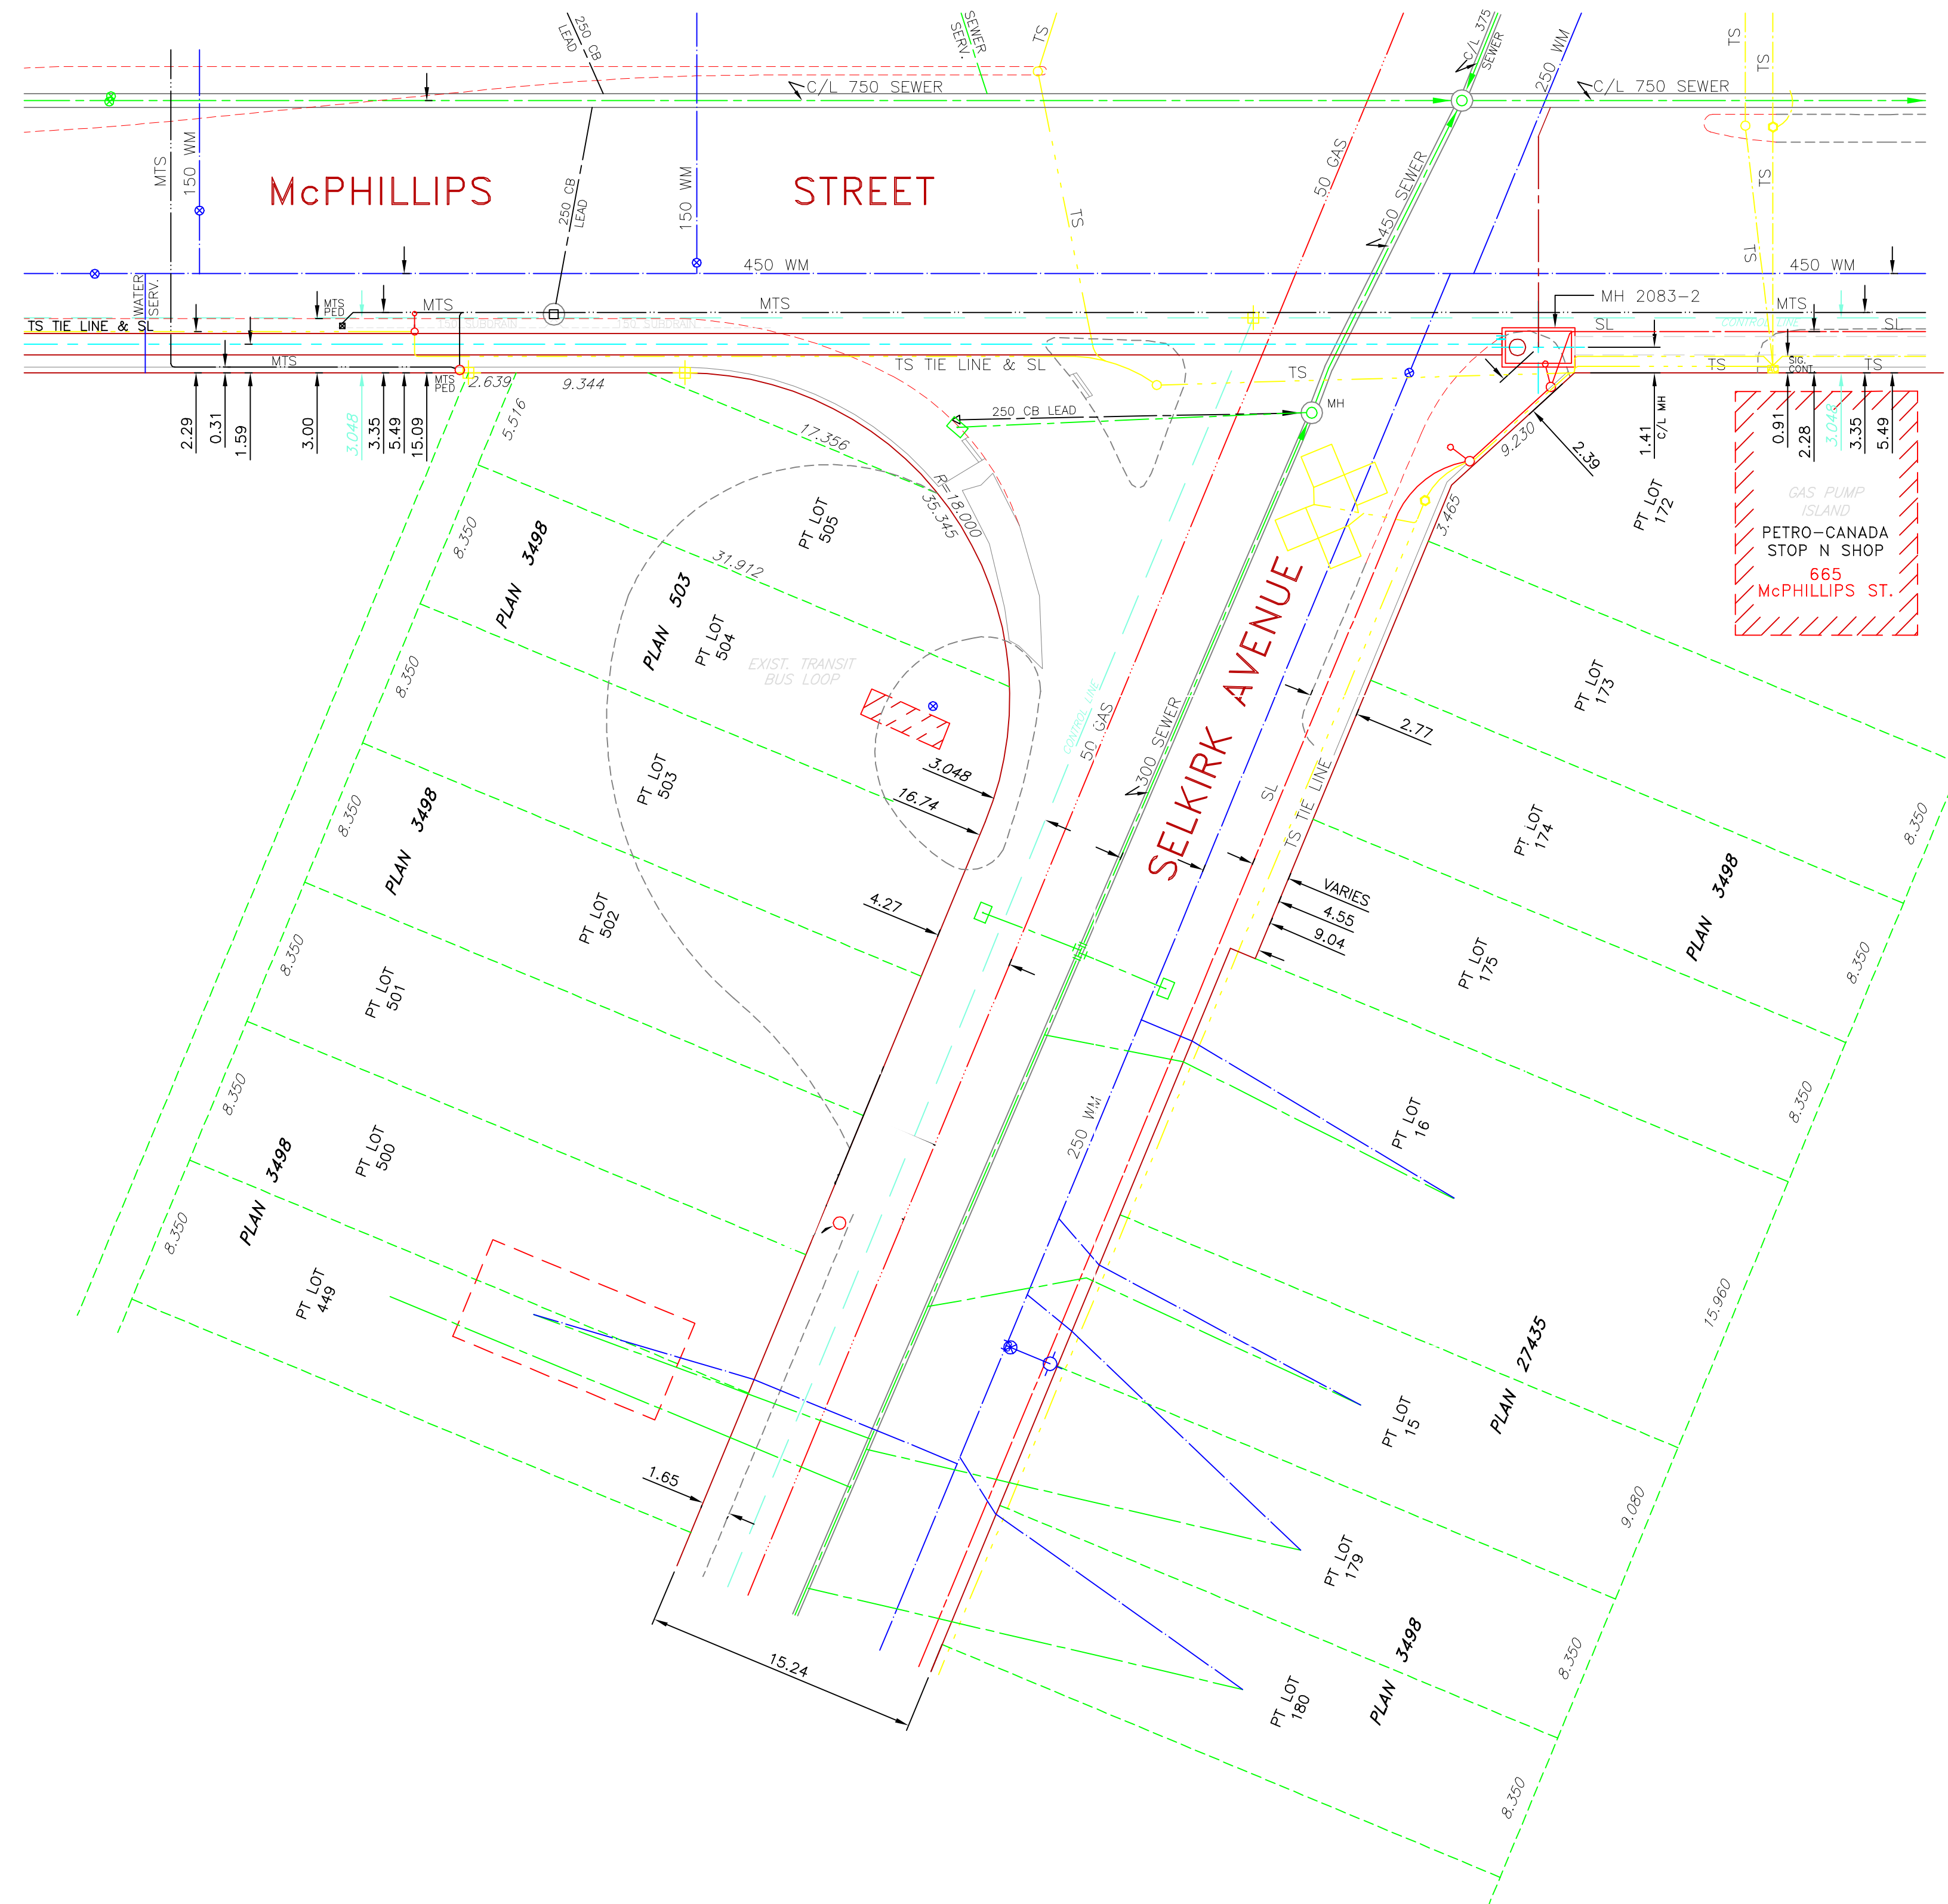 250 CB
LEAD
SEWER
SERV.
TS
C/L 375
SEWER
250 WM
TS
TS
C/L 750 SEWER
C/L 750 SEWER
MTS
150 WM
McPHILLIPS
STREET
250 CB
LEAD
150 WM
TS
50 GAS
450 SEWER
TS
TS
SL
450 WM
450 WM
WATER
SERV.
MTS
PED
MTS
MTS
MH 2083-2
MTS
TS TIE LINE & SL
150 SUBDRAIN
150 SUBDRAIN
SL
CONTROL LINE
SL
MTS
TS TIE LINE & SL
TS
TS
SIG.
CONT.
TS
MTS
PED
2.639
9.344
2.29
0.31
1.59
3.00
3.048
3.35
5.49
15.09
5.516
17.356
250 CB LEAD
MH
9.230
2.39
1.41
C/L MH
0.91
2.28
3.048
3.35
5.49
R=18.000
35.345
3.465
PT LOT
172
GAS PUMP
ISLAND
PETRO-CANADA
STOP N SHOP
665
McPHILLIPS ST.
8.350
PLAN 3498
PT LOT
505
31.912
PLAN 503
PT LOT
504
EXIST. TRANSIT
BUS LOOP
8.350
CONTROL LINE
50 GAS
300 SEWER
SELKIRK AVENUE
PT LOT
173
2.77
3.048
16.74
SL
TS TIE LINE
PT LOT
503
8.350
PLAN 3498
PT LOT
174
8.350
PLAN 3498
VARIES
4.55
9.04
4.27
PT LOT
502
8.350
PT LOT
501
PT LOT
175
8.350
8.350
PT LOT
500
PLAN 3498
250 WM
PT LOT
16
8.350
8.350
PT LOT
449
15.960
PLAN 27435
PT LOT
15
1.65
9.080
PT LOT
179
15.24
PT LOT
180
PLAN 3498
8.350
8.350